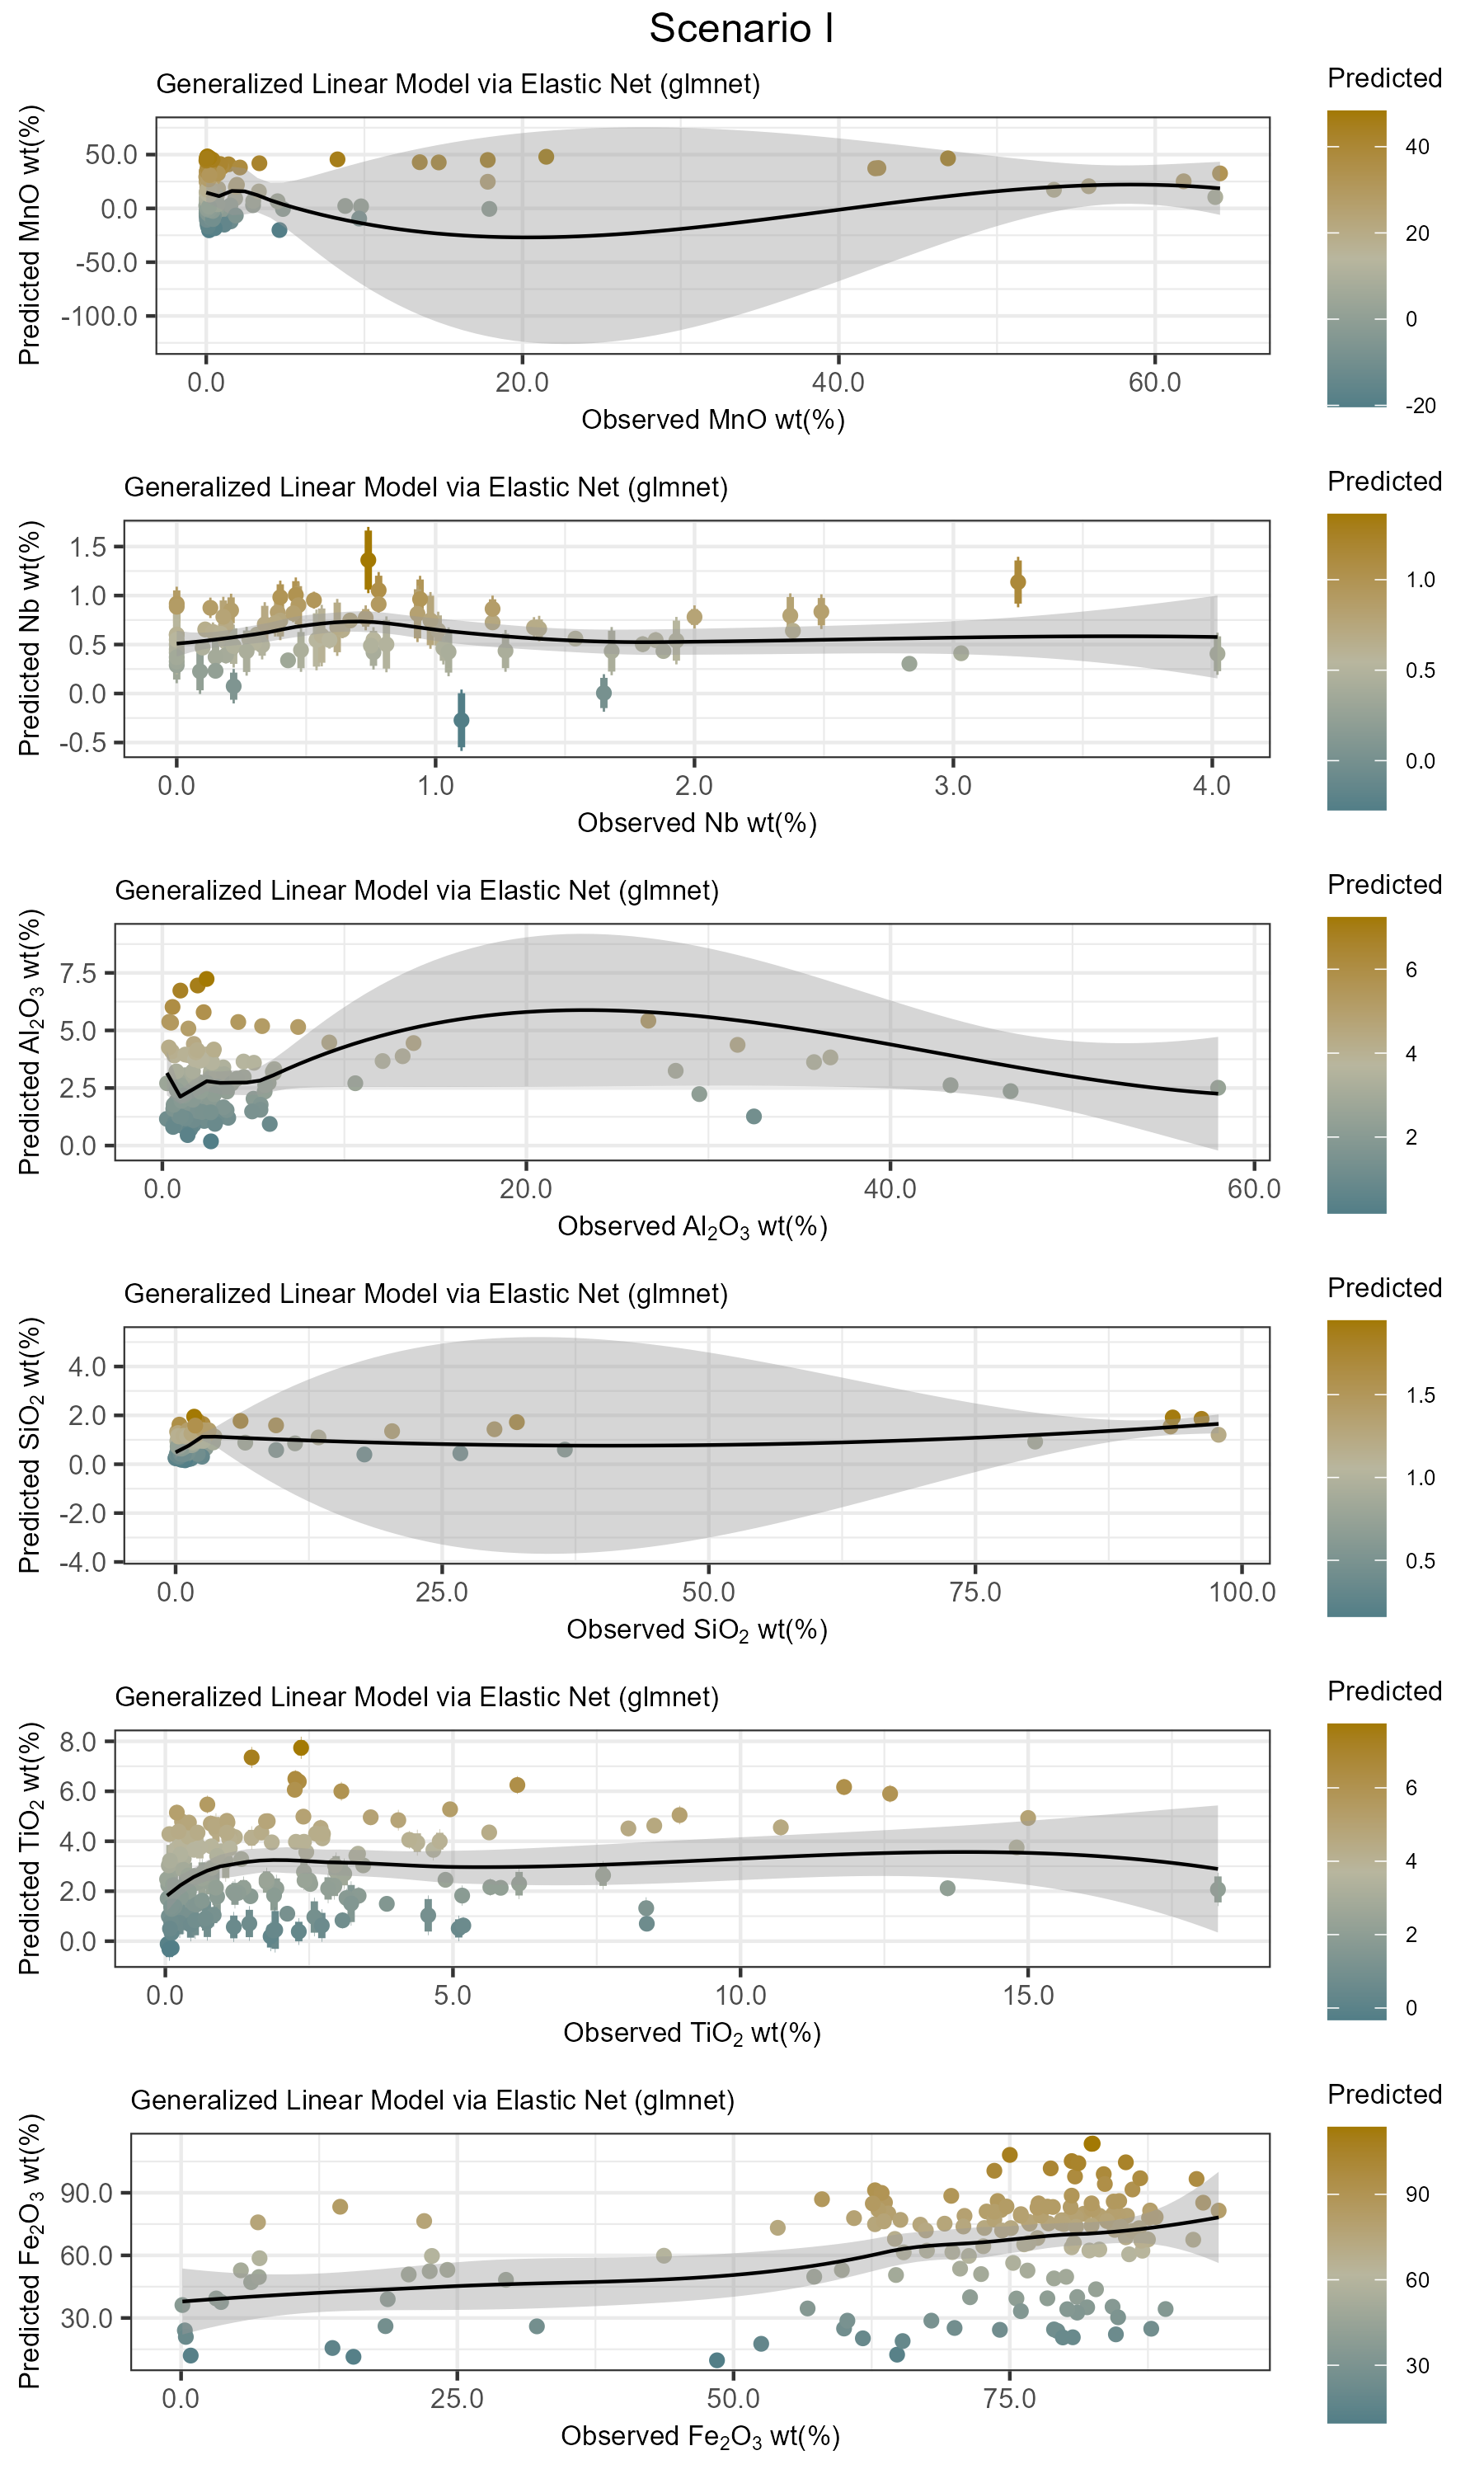 Scenario I
Generalized Linear Model via Elastic Net (glmnet)
Predicted MnO wt(%)
50.0
0.0
-50.0
-100.0
0.0 20.0 40.0 60.0
Observed MnO wt(%)
Predicted
40
20
0
-20
Generalized Linear Model via Elastic Net (glmnet)
Predicted Nb wt(%)
1.5
1.0
0.5
0.0
-0.5
0.0 1.0 2.0 3.0 4.0
Observed Nb wt(%)
Predicted
1.0
0.5
0.0
Generalized Linear Model via Elastic Net (glmnet)
Predicted Al₂O₃ wt(%)
7.5
5.0
2.5
0.0
0.0 20.0 40.0 60.0
Observed Al₂O₃ wt(%)
Predicted
6
4
2
Generalized Linear Model via Elastic Net (glmnet)
Predicted SiO₂ wt(%)
4.0
2.0
0.0
-2.0
-4.0
0.0 25.0 50.0 75.0 100.0
Observed SiO₂ wt(%)
Predicted
1.5
1.0
0.5
Generalized Linear Model via Elastic Net (glmnet)
Predicted TiO₂ wt(%)
8.0
6.0
4.0
2.0
0.0
0.0 5.0 10.0 15.0
Observed TiO₂ wt(%)
Predicted
6
4
2
0
Generalized Linear Model via Elastic Net (glmnet)
Predicted Fe₂O₃ wt(%)
90.0
60.0
30.0
0.0 25.0 50.0 75.0
Observed Fe₂O₃ wt(%)
Predicted
90
60
30